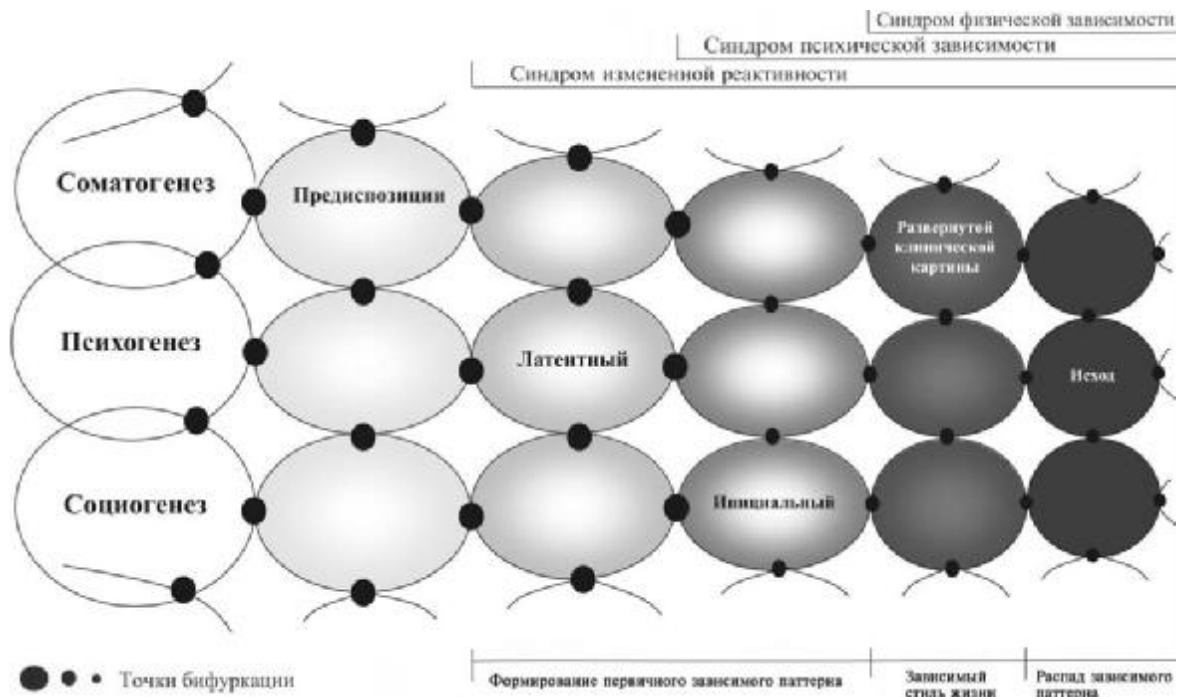 Синдром физической зависимости
Синдром психической зависимости
Синдром измененной реактивности
Соматогенез
Предиспозиции
Развернутой
клинической
картины
Психогенез
Латентный
Исход
Социогенез
Инициальный
Точки бифуркации
Формирование первичного зависимого паттерна
Зависимый
стиль жизни
Распад зависимого
паттерна